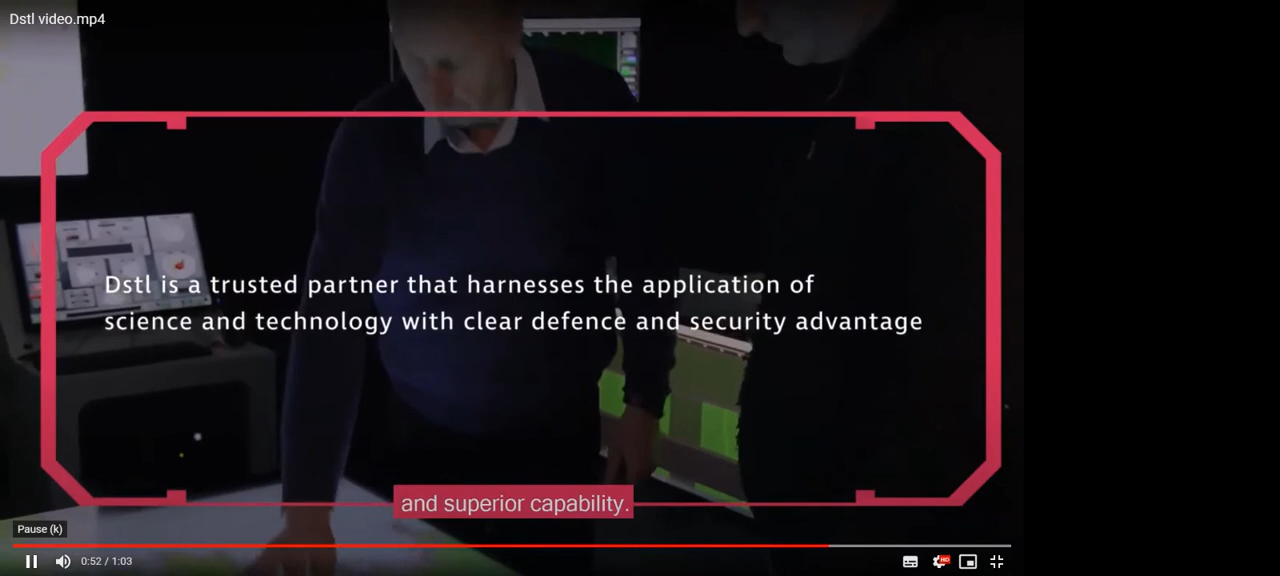 Dstl video.mp4
Dstl is a trusted partner that harnesses the application of
science and technology with clear defence and security advantage
and superior capability.
Pause (k)
0:52 / 1:03
HD